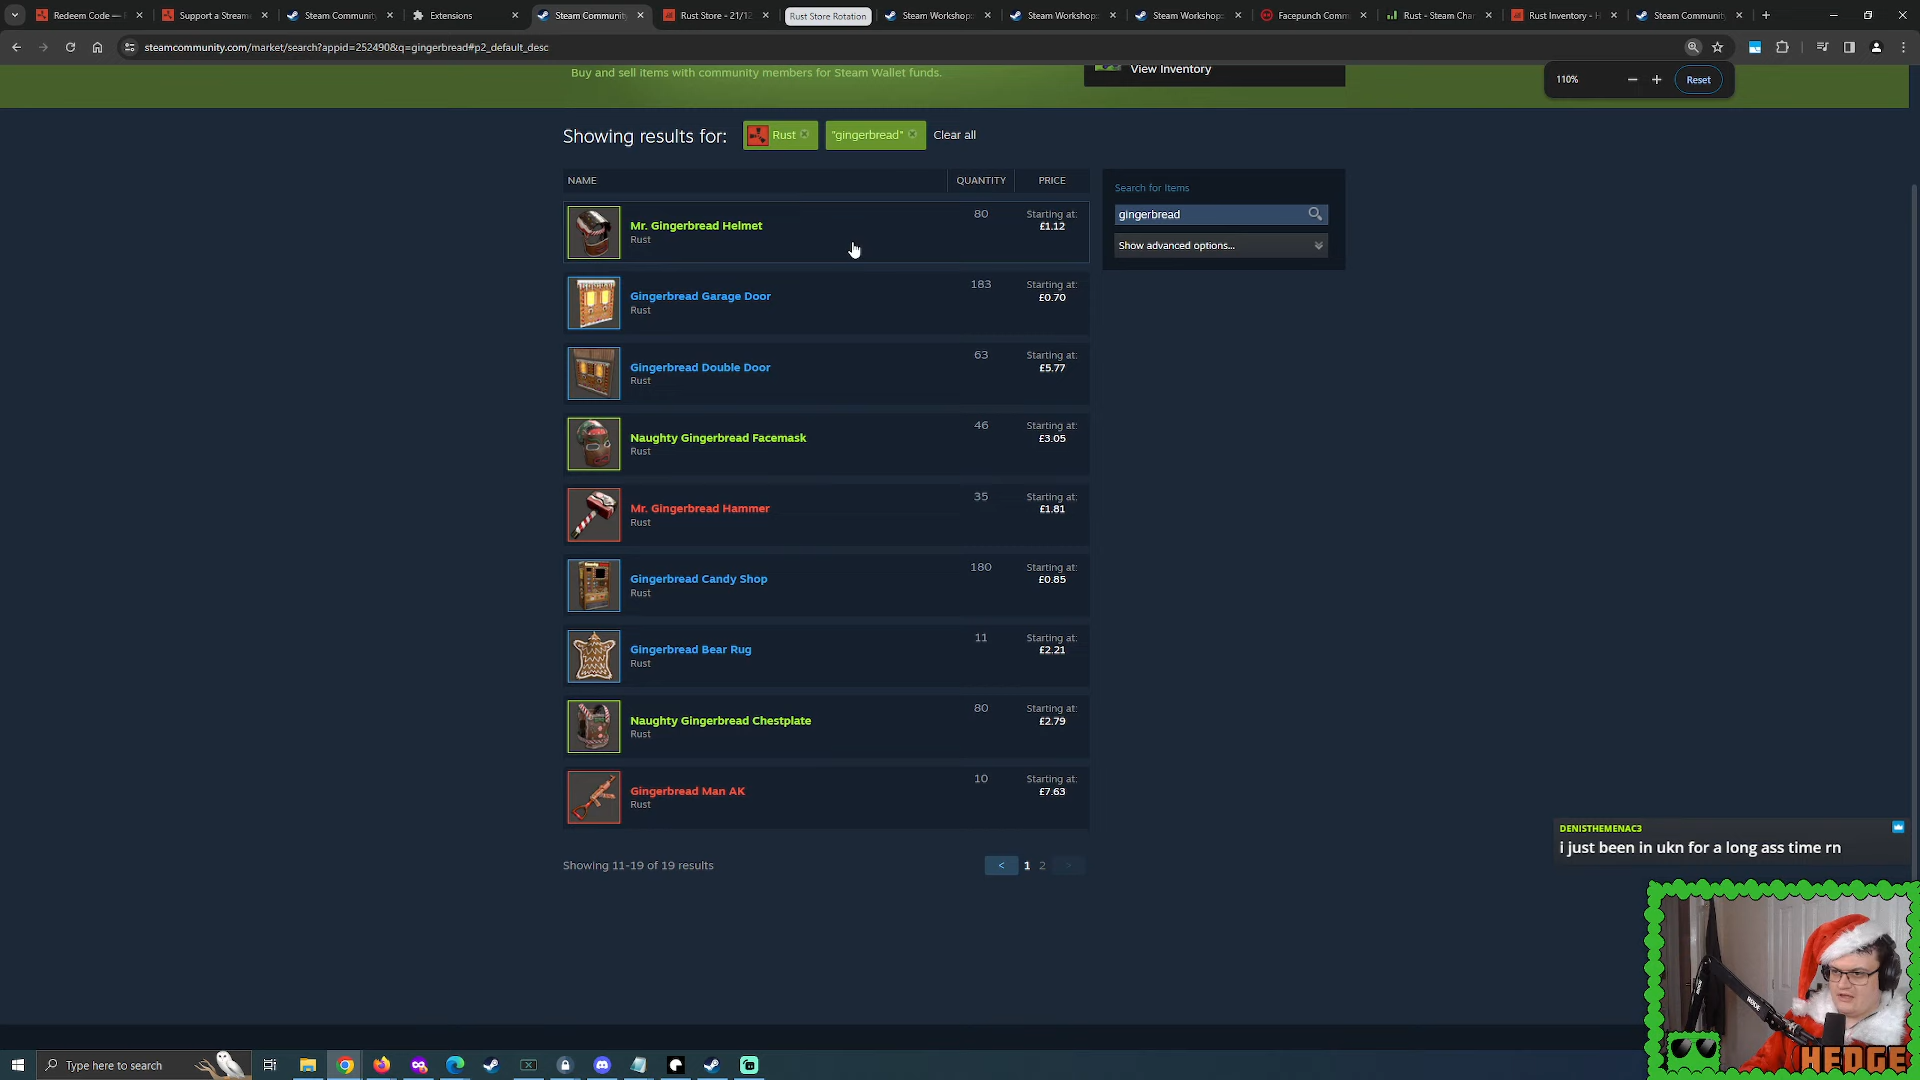 Redeem Code —
Support a Stream
Steam Community
Extensions
Steam Communit
Rust Store - 21/12
Rust Store Rotation
Steam Workshop
Steam Workshop
Steam Workshop
Facepunch Comm
Rust - Steam Cha
Rust Inventory - H
Steam Community
steamcommunity.com/market/search?appid=252490&q=gingerbread#p2_default_desc
110%
Reset
Buy and sell items with community members for Steam Wallet funds.
View Inventory
Showing results for:
Rust
"gingerbread"
Clear all
NAME
QUANTITY
PRICE
Search for Items
gingerbread
Show advanced options...
Mr. Gingerbread Helmet
Rust
80
Starting at:
£1.12
Gingerbread Garage Door
Rust
183
Starting at:
£0.70
Gingerbread Double Door
Rust
63
Starting at:
£5.77
Naughty Gingerbread Facemask
Rust
46
Starting at:
£3.05
Mr. Gingerbread Hammer
Rust
35
Starting at:
£1.81
Gingerbread Candy Shop
Rust
180
Starting at:
£0.85
Gingerbread Bear Rug
Rust
11
Starting at:
£2.21
Naughty Gingerbread Chestplate
Rust
80
Starting at:
£2.79
Gingerbread Man AK
Rust
10
Starting at:
£7.63
Showing 11-19 of 19 results
< 1 2 >
DENISTHEMENAC3
i just been in ukn for a long ass time rn
HEDGE
Type here to search